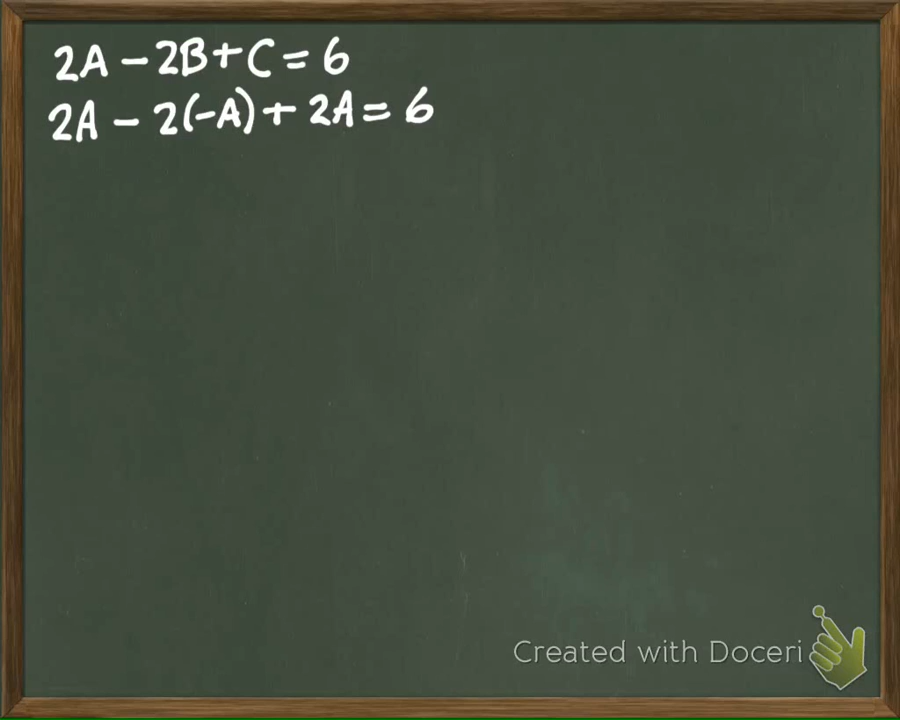 2A - 2B + C = 6
2A - 2(-A) + 2A = 6
Created with Doceri